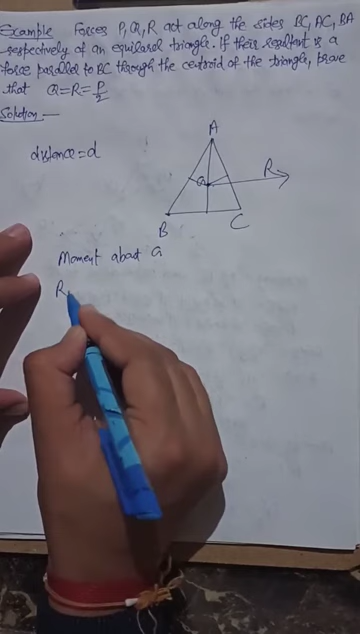 Example Forces P, Q, R act along the sides BC, AC, BA
respectively of an equilateral triangle. If their resultant is a
force parallel to BC through the centroid of the triangle, prove
that Q=R=P/2
Solution —
A
distance = d
G
R
B
C
Moment about G
R